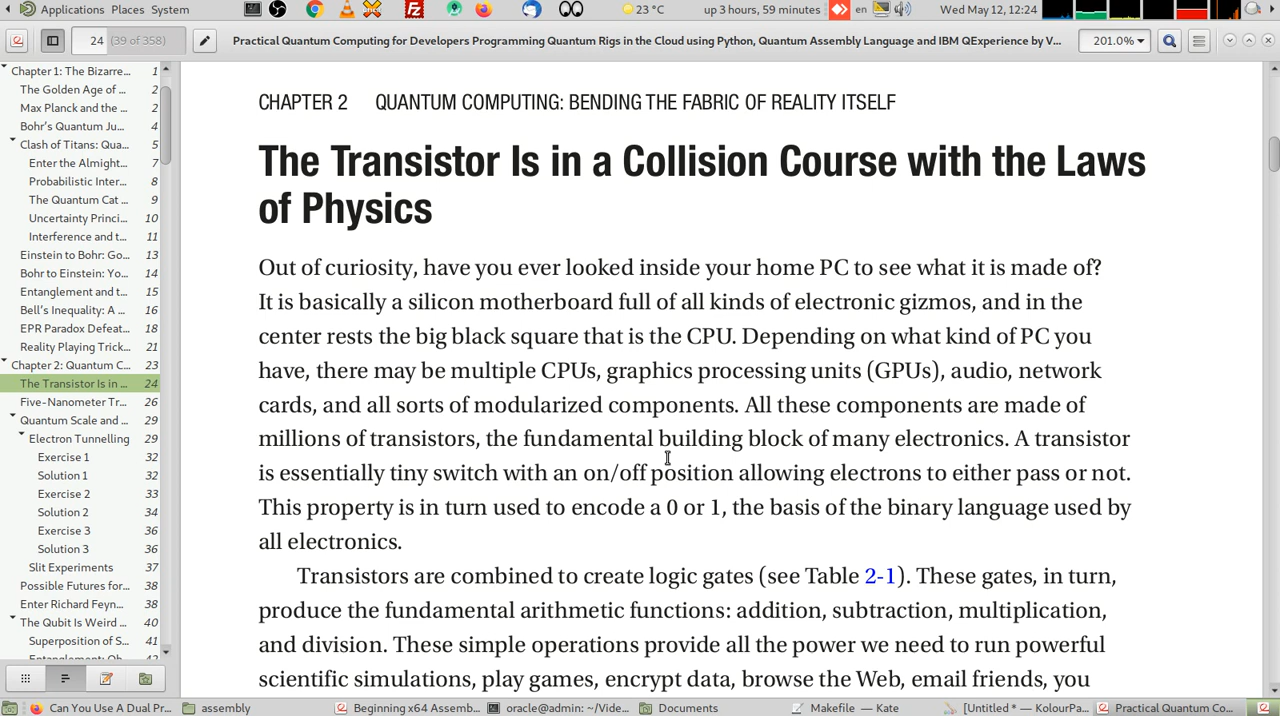 Applications Places System
23 °C
up 3 hours, 59 minutes
en
Wed May 12, 12:24
24
(39 of 358)
Practical Quantum Computing for Developers Programming Quantum Rigs in the Cloud using Python, Quantum Assembly Language and IBM QExperience by V...
201.0%
Chapter 1: The Bizarre... 1
The Golden Age of ... 2
Max Planck and the ... 2
Bohr's Quantum Ju... 4
Clash of Titans: Qua... 5
Enter the Almight... 7
Probabilistic Inter... 8
The Quantum Cat ... 9
Uncertainty Princi... 10
Interference and t... 11
Einstein to Bohr: Go... 13
Bohr to Einstein: Yo... 14
Entanglement and t... 15
Bell's Inequality: A ... 16
EPR Paradox Defeat... 18
Reality Playing Trick... 21
Chapter 2: Quantum C... 23
The Transistor Is in ... 24
Five-Nanometer Tr... 26
Quantum Scale and ... 29
Electron Tunnelling 29
Exercise 1 32
Solution 1 32
Exercise 2 33
Solution 2 34
Exercise 3 36
Solution 3 36
Slit Experiments 37
Possible Futures for... 38
Enter Richard Feyn... 38
The Qubit Is Weird ... 40
Superposition of S... 41
CHAPTER 2 QUANTUM COMPUTING: BENDING THE FABRIC OF REALITY ITSELF
The Transistor Is in a Collision Course with the Laws
of Physics
Out of curiosity, have you ever looked inside your home PC to see what it is made of?
It is basically a silicon motherboard full of all kinds of electronic gizmos, and in the
center rests the big black square that is the CPU. Depending on what kind of PC you
have, there may be multiple CPUs, graphics processing units (GPUs), audio, network
cards, and all sorts of modularized components. All these components are made of
millions of transistors, the fundamental building block of many electronics. A transistor
is essentially tiny switch with an on/off position allowing electrons to either pass or not.
This property is in turn used to encode a 0 or 1, the basis of the binary language used by
all electronics.
Transistors are combined to create logic gates (see Table 2-1). These gates, in turn,
produce the fundamental arithmetic functions: addition, subtraction, multiplication,
and division. These simple operations provide all the power we need to run powerful
scientific simulations, play games, encrypt data, browse the Web, email friends, you
Can You Use A Dual Pr...
assembly
Beginning x64 Assemb...
oracle@admin: ~/Vide...
Documents
Makefile — Kate
[Untitled * — KolourPa...
Practical Quantum Co...